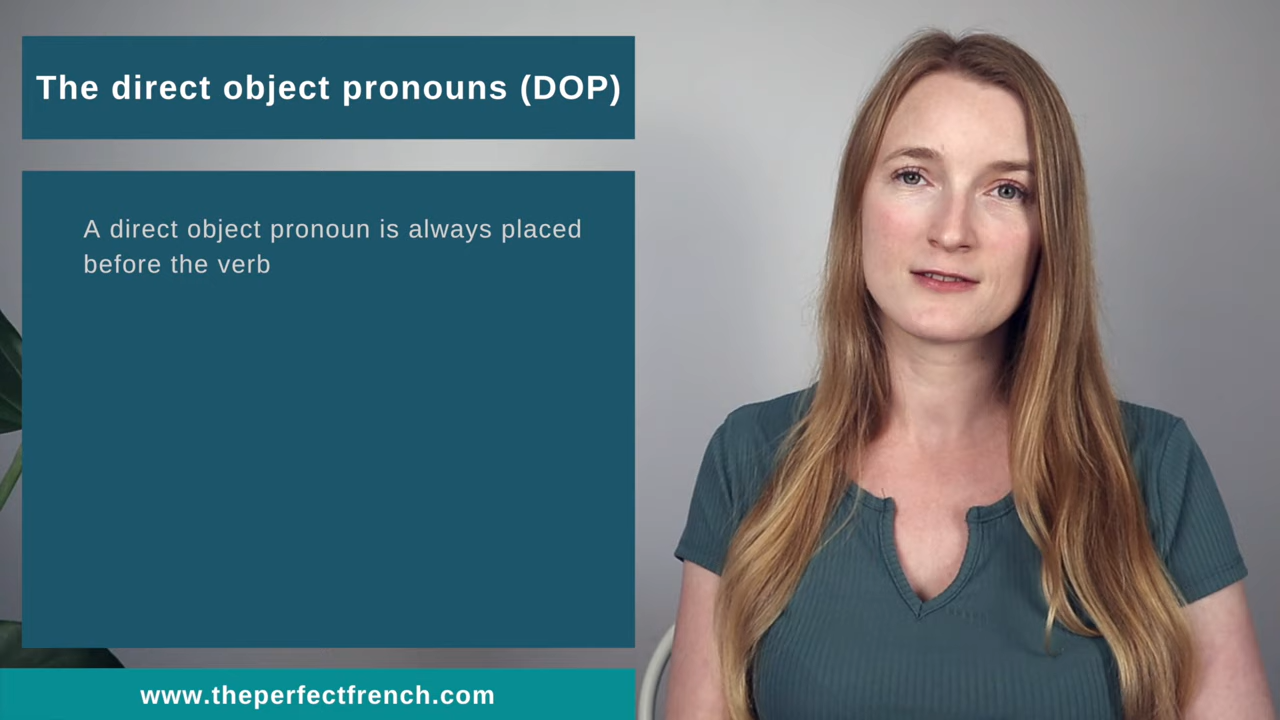 The direct object pronouns (DOP)
A direct object pronoun is always placed
before the verb
www.theperfectfrench.com